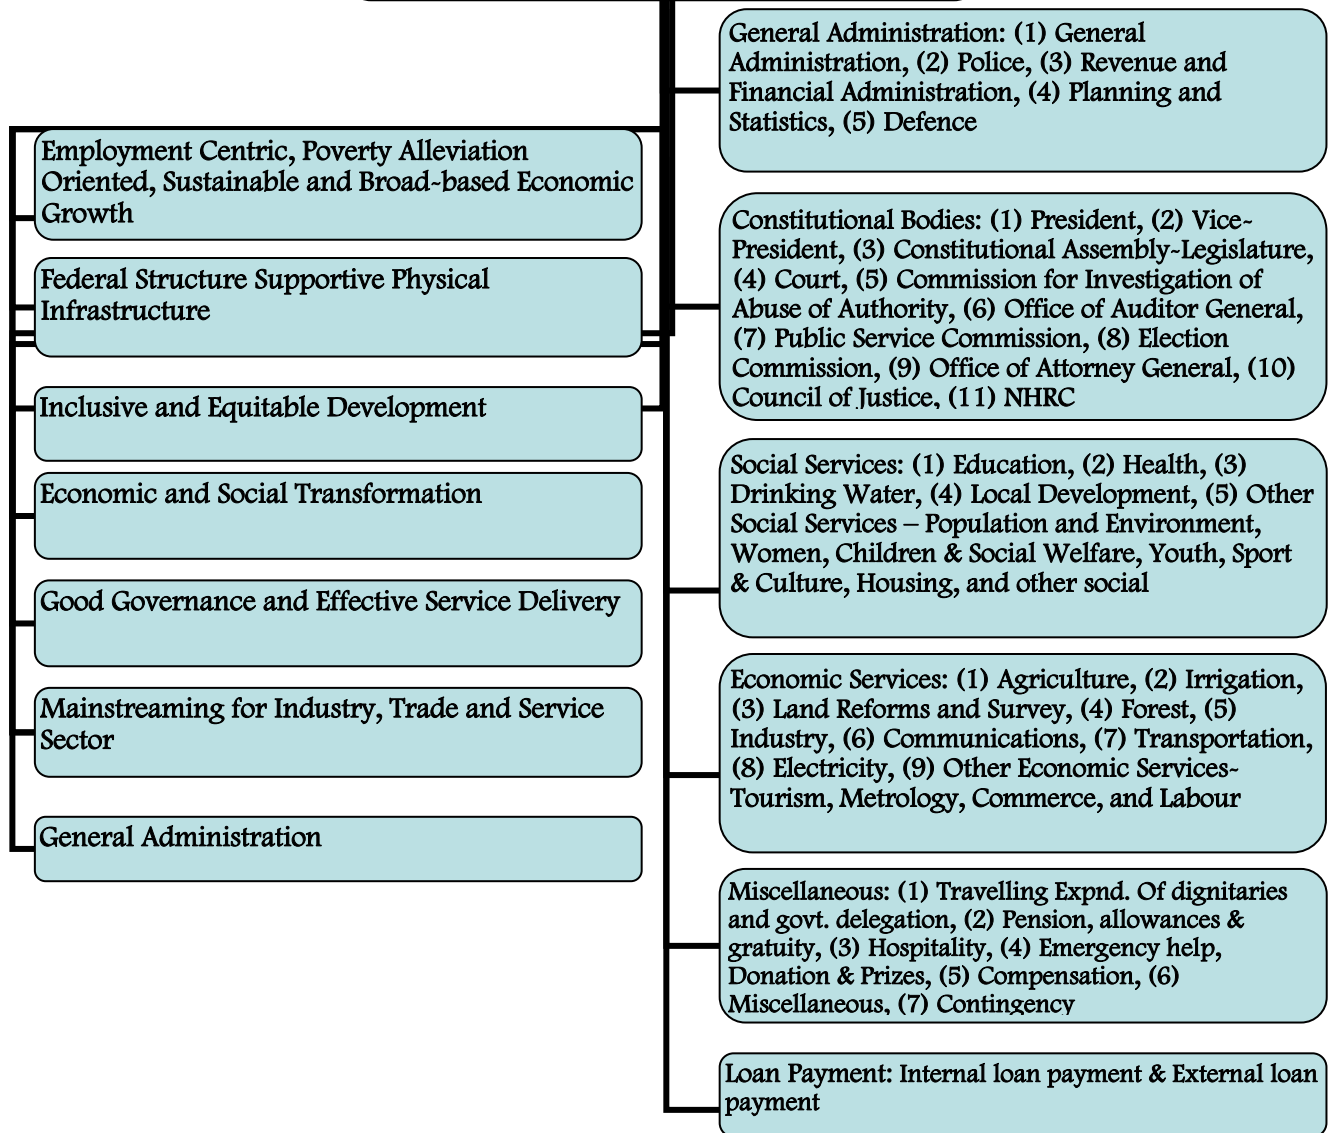 Employment Centric, Poverty Alleviation
Oriented, Sustainable and Broad-based Economic
Growth
Federal Structure Supportive Physical
Infrastructure
Inclusive and Equitable Development
Economic and Social Transformation
Good Governance and Effective Service Delivery
Mainstreaming for Industry, Trade and Service
Sector
General Administration
General Administration: (1) General
Administration, (2) Police, (3) Revenue and
Financial Administration, (4) Planning and
Statistics, (5) Defence
Constitutional Bodies: (1) President, (2) Vice-
President, (3) Constitutional Assembly-Legislature,
(4) Court, (5) Commission for Investigation of
Abuse of Authority, (6) Office of Auditor General,
(7) Public Service Commission, (8) Election
Commission, (9) Office of Attorney General, (10)
Council of Justice, (11) NHRC
Social Services: (1) Education, (2) Health, (3)
Drinking Water, (4) Local Development, (5) Other
Social Services – Population and Environment,
Women, Children & Social Welfare, Youth, Sport
& Culture, Housing, and other social
Economic Services: (1) Agriculture, (2) Irrigation,
(3) Land Reforms and Survey, (4) Forest, (5)
Industry, (6) Communications, (7) Transportation,
(8) Electricity, (9) Other Economic Services-
Tourism, Metrology, Commerce, and Labour
Miscellaneous: (1) Travelling Expnd. Of dignitaries
and govt. delegation, (2) Pension, allowances &
gratuity, (3) Hospitality, (4) Emergency help,
Donation & Prizes, (5) Compensation, (6)
Miscellaneous, (7) Contingency
Loan Payment: Internal loan payment & External loan
payment